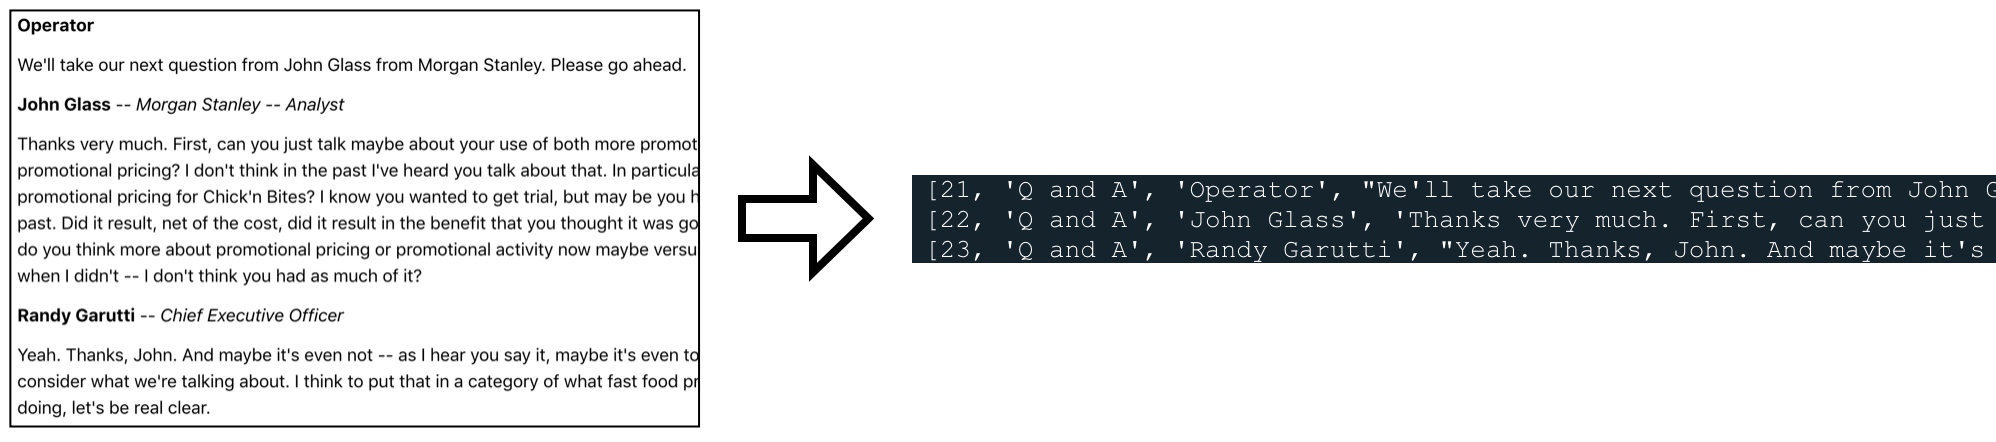 Operator
We'll take our next question from John Glass from Morgan Stanley. Please go ahead.
John Glass -- Morgan Stanley -- Analyst
Thanks very much. First, can you just talk maybe about your use of both more promot
promotional pricing? I don't think in the past I've heard you talk about that. In particula
promotional pricing for Chick'n Bites? I know you wanted to get trial, but may be you h
past. Did it result, net of the cost, did it result in the benefit that you thought it was go
do you think more about promotional pricing or promotional activity now maybe versu
when I didn't -- I don't think you had as much of it?
Randy Garutti -- Chief Executive Officer
Yeah. Thanks, John. And maybe it's even not -- as I hear you say it, maybe it's even to
consider what we're talking about. I think to put that in a category of what fast food pr
doing, let's be real clear.
[21, 'Q and A', 'Operator', "We'll take our next question from John G
[22, 'Q and A', 'John Glass', 'Thanks very much. First, can you just
[23, 'Q and A', 'Randy Garutti', "Yeah. Thanks, John. And maybe it's